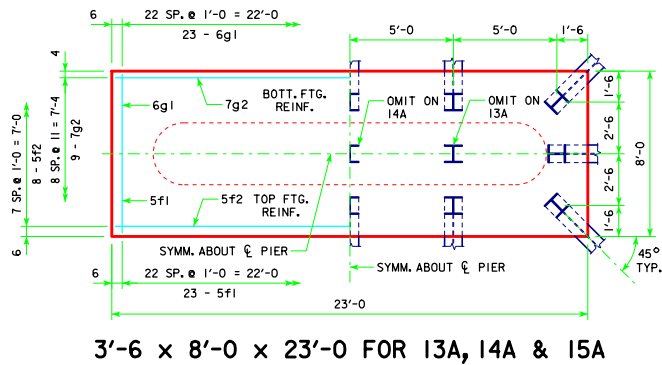 6
22 SP. @ 1'-0 = 22'-0
23 - 6g1
5'-0
5'-0
1'-6
4
6g1
7g2
BOTT. FTG.
REINF.
OMIT ON
14A
OMIT ON
13A
1'-6
2'-6
2'-6
1'-6
8'-0
7 SP. @ 1'-0 = 7'-0
8 - 5f2
8 SP. @ 11 = 7'-4
9 - 7g2
5f1
5f2 TOP FTG.
REINF.
6
SYMM. ABOUT ℄ PIER
6
22 SP. @ 1'-0 = 22'-0
23 - 5f1
SYMM. ABOUT ℄ PIER
45°
TYP.
23'-0
3'-6 x 8'-0 x 23'-0 FOR 13A, 14A & 15A